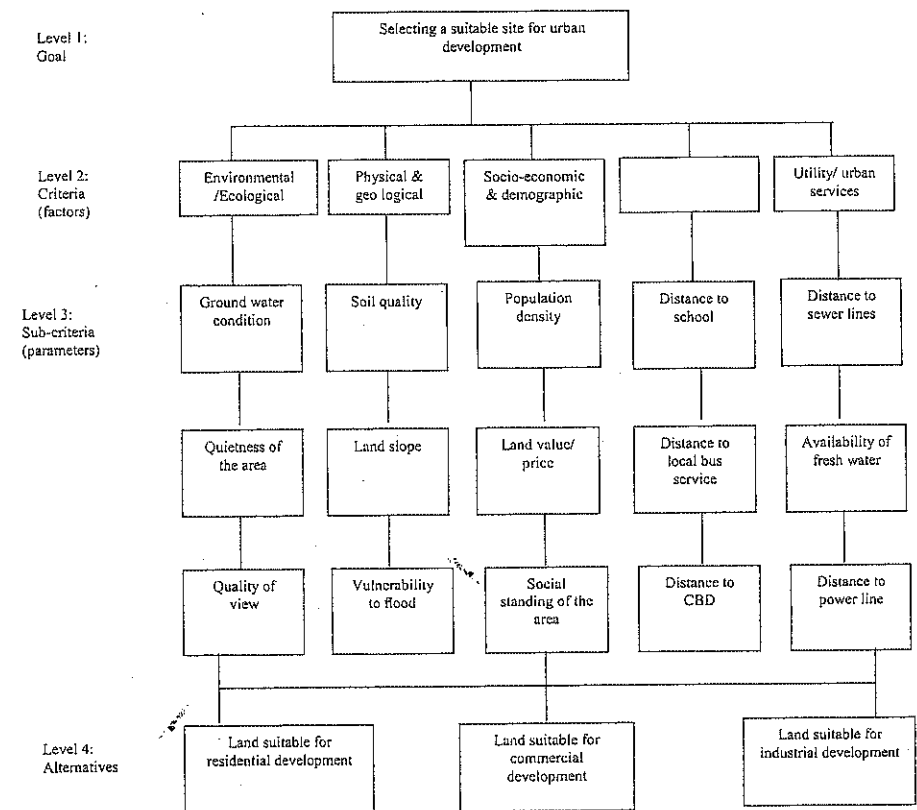 Level 1:
Goal
Selecting a suitable site for urban
development
Level 2:
Criteria
(factors)
Environmental
/Ecological
Physical &
geo logical
Socio-economic
& demographic
Utility/ urban
services
Level 3:
Sub-criteria
(parameters)
Ground water
condition
Soil quality
Population
density
Distance to
school
Distance to
sewer lines
Quietness of
the area
Land slope
Land value/
price
Distance to
local bus
service
Availability of
fresh water
Quality of
view
Vulnerability
to flood
Social
standing of the
area
Distance to
CBD
Distance to
power line
Level 4:
Alternatives
Land suitable for
residential development
Land suitable for
commercial
development
Land suitable for
industrial development